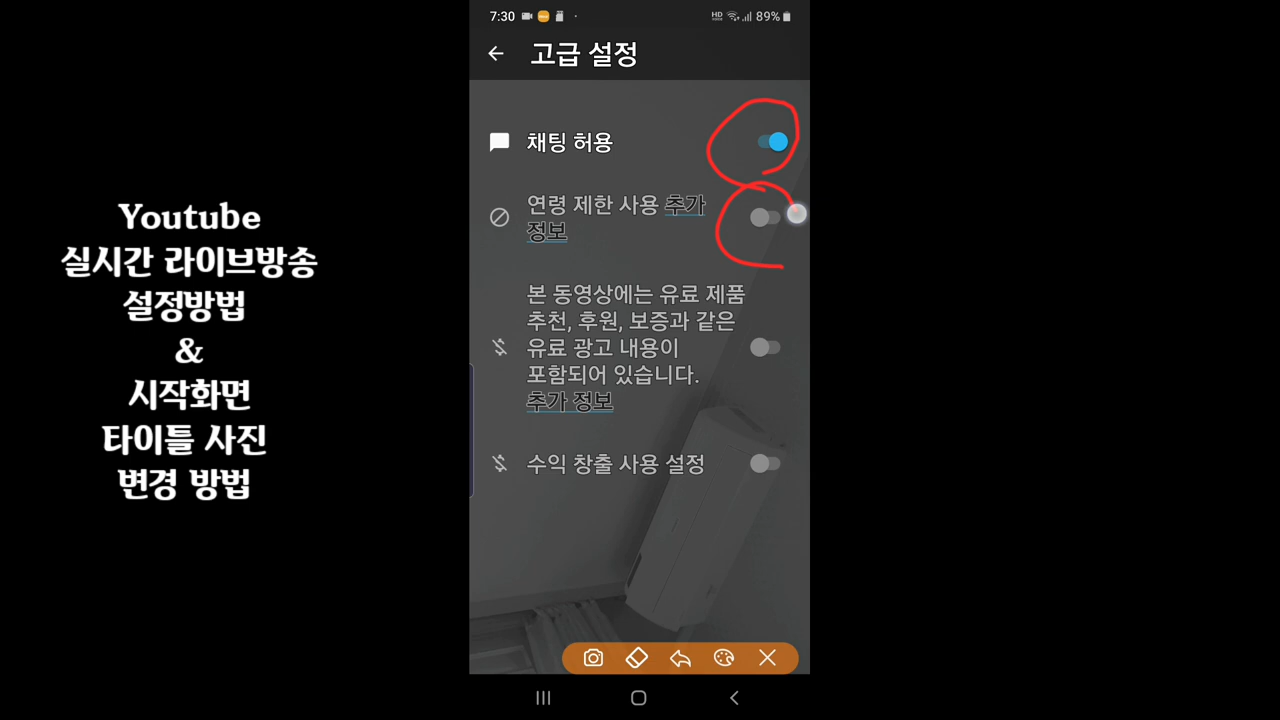 Youtube
실시간 라이브방송
설정방법
&
시작화면
타이틀 사진
변경 방법
7:30
HD
89%
고급 설정
채팅 허용
연령 제한 사용 추가
정보
본 동영상에는 유료 제품
추천, 후원, 보증과 같은
유료 광고 내용이
포함되어 있습니다.
추가 정보
수익 창출 사용 설정